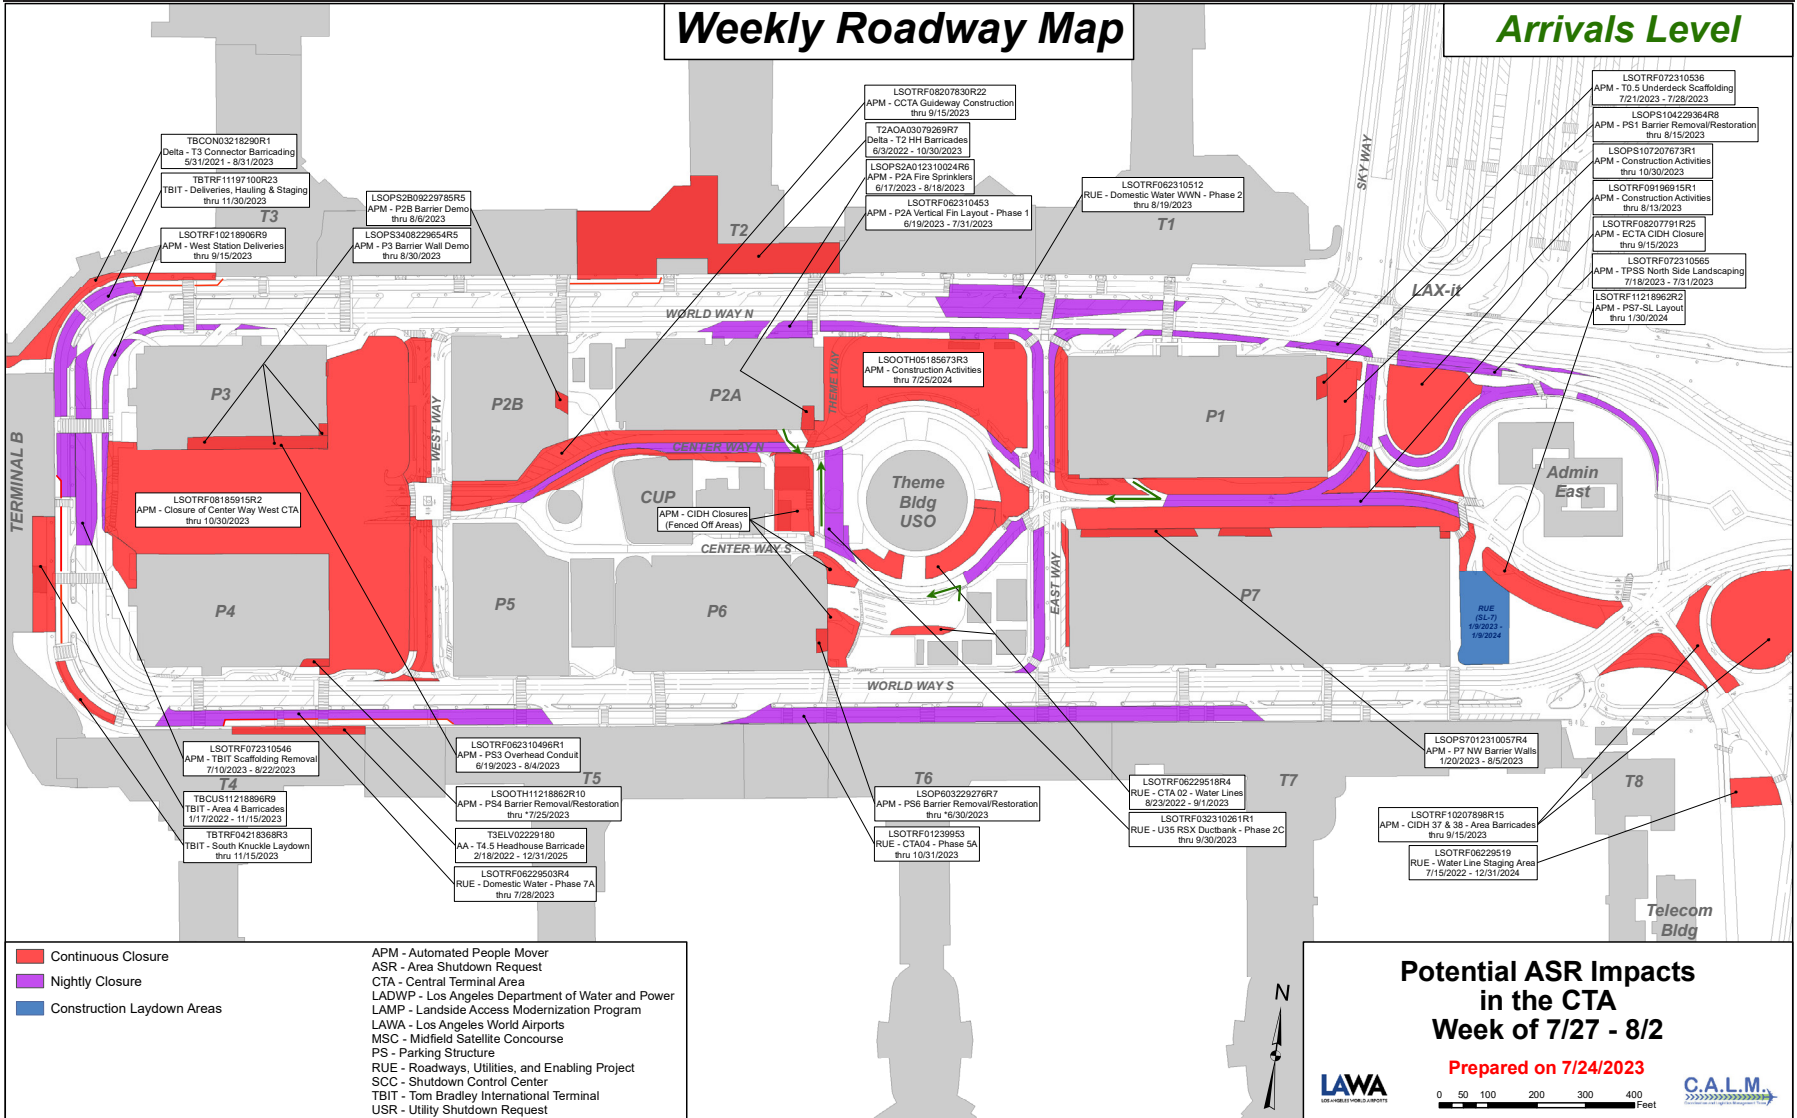 Weekly Roadway Map
Arrivals Level
LSOTRF08207830R22
APM - CCTA Guideway Construction
thru 9/15/2023
T2AOA03079269R7
Delta - T2 HH Barricades
6/3/2022 - 10/30/2023
LSOPS2A012310024R6
APM - P2A Fire Sprinklers
6/17/2023 - 8/18/2023
LSOTRF062310453
APM - P2A Vertical Fin Layout - Phase 1
6/19/2023 - 7/31/2023
LSOTRF072310536
APM - T0.5 Underdeck Scaffolding
7/21/2023 - 7/28/2023
LSOPS104229364R8
APM - PS1 Barrier Removal/Restoration
thru 8/15/2023
LSOPS107207673R1
APM - Construction Activities
thru 10/30/2023
LSOTRF09196915R1
APM - Construction Activities
thru 8/13/2023
LSOTRF08207791R25
APM - ECTA CIDH Closure
thru 9/15/2023
LSOTRF072310565
APM - TPSS North Side Landscaping
7/18/2023 - 7/31/2023
LSOTRF11218962R2
APM - PS7-SL Layout
thru 1/30/2024
TBCON03218290R1
Delta - T3 Connector Barricading
5/31/2021 - 8/31/2023
TBTRF11197100R23
TBIT - Deliveries, Hauling & Staging
thru 11/30/2023
LSOTRF10218906R9
APM - West Station Deliveries
thru 9/15/2023
LSOPS2B09229785R5
APM - P2B Barrier Demo
thru 8/6/2023
LSOPS3408229654R5
APM - P3 Barrier Wall Demo
thru 8/30/2023
LSOTRF062310512
RUE - Domestic Water WWN - Phase 2
thru 8/19/2023
SKY WAY
T3
T2
T1
LAX-it
WORLD WAY N
LSOOTH05185673R3
APM - Construction Activities
thru 7/25/2024
P3
P2B
P2A
THEME WAY
P1
WEST WAY
CENTER WAY N
TERMINAL B
LSOTRF08185915R2
APM - Closure of Center Way West CTA
thru 10/30/2023
CUP
Theme
Bldg
USO
Admin
East
APM - CIDH Closures
(Fenced Off Areas)
CENTER WAY S
EAST WAY
P4
P5
P6
P7
RUE
(SL-7)
1/9/2023 -
1/9/2024
WORLD WAY S
LSOTRF072310546
APM - TBIT Scaffolding Removal
7/10/2023 - 8/22/2023
TBCUS11218896R9
TBIT - Area 4 Barricades
1/17/2022 - 11/15/2023
TBTRF04218368R3
TBIT - South Knuckle Laydown
thru 11/15/2023
LSOTRF062310496R1
APM - PS3 Overhead Conduit
6/19/2023 - 8/4/2023
LSOOTH11218862R10
APM - PS4 Barrier Removal/Restoration
thru *7/25/2023
T3ELV02229180
AA - T4.5 Headhouse Barricade
2/18/2022 - 12/31/2025
LSOTRF06229503R4
RUE - Domestic Water - Phase 7A
thru 7/28/2023
T4
T5
T6
T7
T8
LSOP603229276R7
APM - PS6 Barrier Removal/Restoration
thru *6/30/2023
LSOTRF01239953
RUE - CTA04 - Phase 5A
thru 10/31/2023
LSOTRF06229518R4
RUE - CTA 02 - Water Lines
8/23/2022 - 9/1/2023
LSOTRF032310261R1
RUE - U35 RSX Ductbank - Phase 2C
thru 9/30/2023
LSOPS7012310057R4
APM - P7 NW Barrier Walls
1/20/2023 - 8/5/2023
LSOTRF10207898R15
APM - CIDH 37 & 38 - Area Barricades
thru 9/15/2023
LSOTRF06229519
RUE - Water Line Staging Area
7/15/2022 - 12/31/2024
Telecom
Bldg
Continuous Closure
Nightly Closure
Construction Laydown Areas
APM - Automated People Mover
ASR - Area Shutdown Request
CTA - Central Terminal Area
LADWP - Los Angeles Department of Water and Power
LAMP - Landside Access Modernization Program
LAWA - Los Angeles World Airports
MSC - Midfield Satellite Concourse
PS - Parking Structure
RUE - Roadways, Utilities, and Enabling Project
SCC - Shutdown Control Center
TBIT - Tom Bradley International Terminal
USR - Utility Shutdown Request
N
Potential ASR Impacts
in the CTA
Week of 7/27 - 8/2
Prepared on 7/24/2023
LAWA
LOS ANGELES WORLD AIRPORTS
0 50 100 200 300 400
Feet
C.A.L.M.